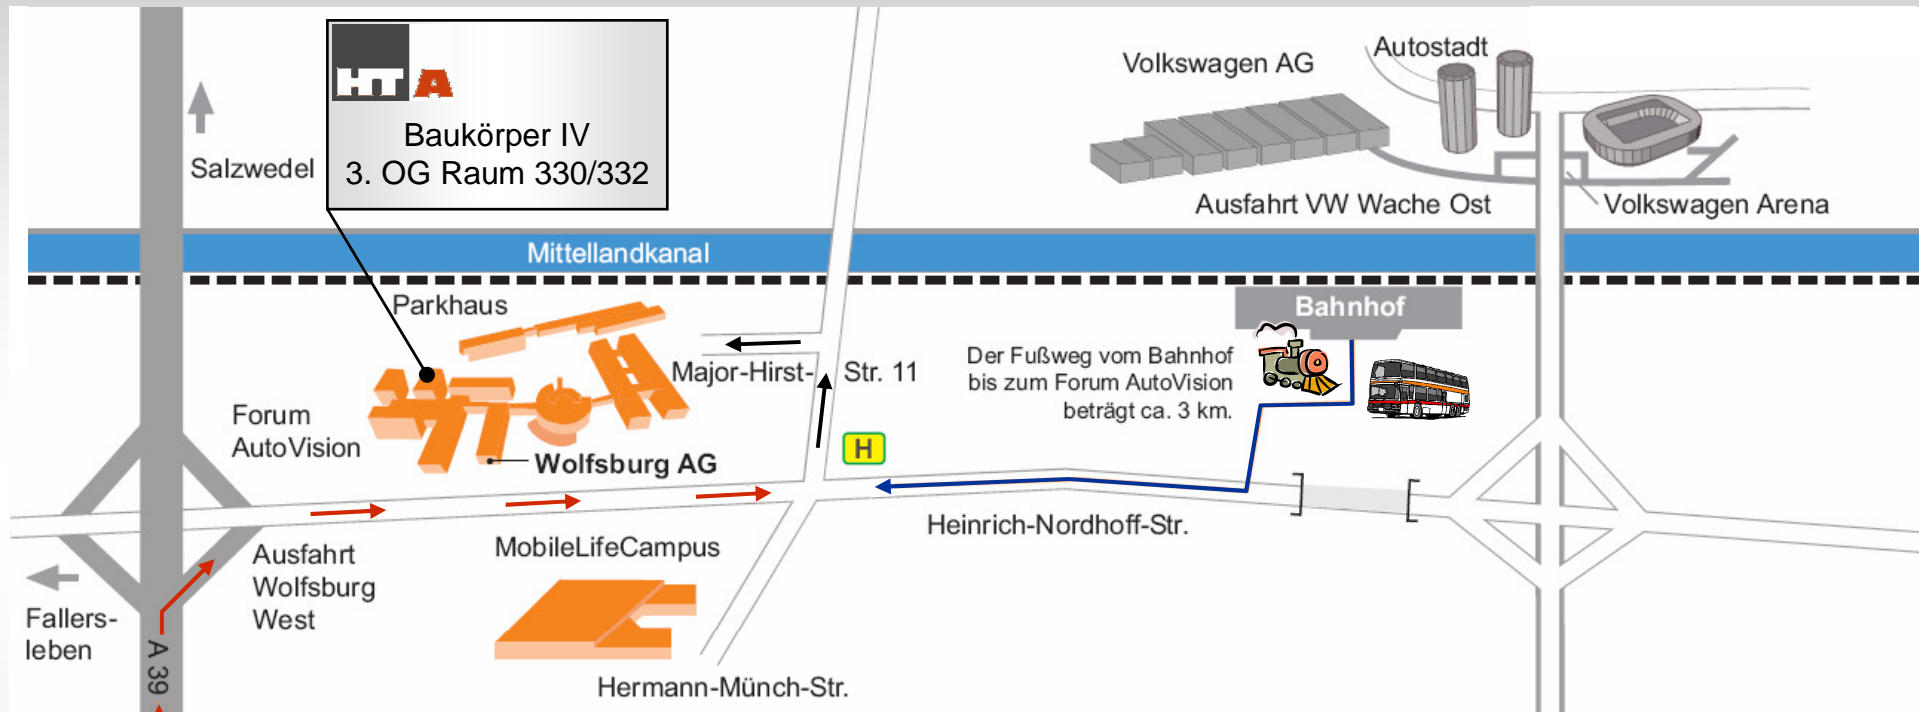 HTA
Baukörper IV
3. OG Raum 330/332
Salzwedel
Volkswagen AG
Autostadt
Ausfahrt VW Wache Ost
Volkswagen Arena
Mittellandkanal
Parkhaus
Bahnhof
Der Fußweg vom Bahnhof
bis zum Forum AutoVision
beträgt ca. 3 km.
Major-Hirst- Str. 11
Forum
AutoVision
H
Wolfsburg AG
Heinrich-Nordhoff-Str.
MobileLifeCampus
Ausfahrt
Wolfsburg
West
Fallers-
leben
A 39
Hermann-Münch-Str.